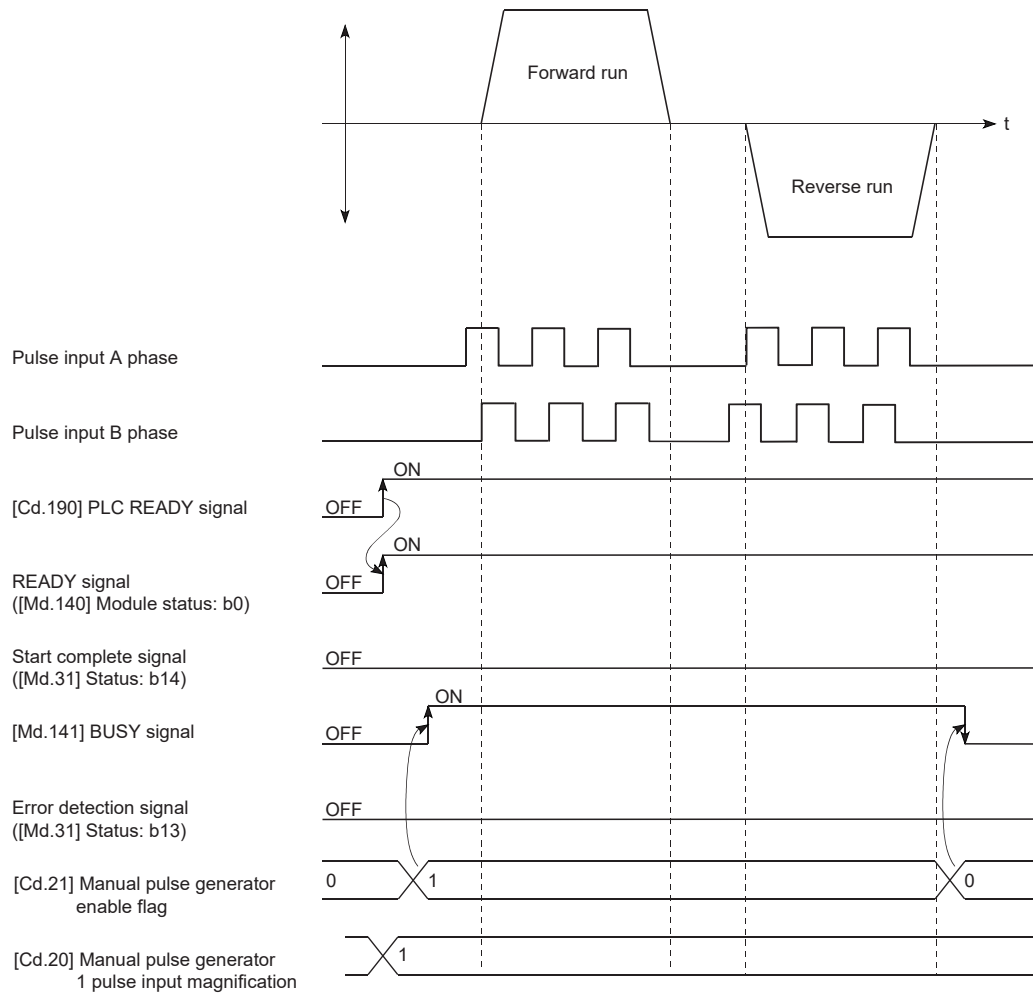 Forward run
t
Reverse run
Pulse input A phase
Pulse input B phase
ON
[Cd.190] PLC READY signal
OFF
ON
READY signal
OFF
([Md.140] Module status: b0)
Start complete signal
OFF
([Md.31] Status: b14)
ON
[Md.141] BUSY signal
OFF
Error detection signal
OFF
([Md.31] Status: b13)
[Cd.21] Manual pulse generator
enable flag
0
1
0
[Cd.20] Manual pulse generator
1 pulse input magnification
1